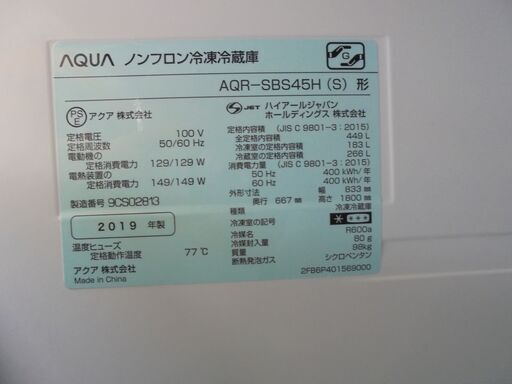 AQUA ノンフロン冷凍冷蔵庫
G
AQR-SBS45H (S) 形
PS
E
アクア 株式会社
定格電圧 100 V
定格周波数 50/60 Hz
電動機の
定格消費電力 129/129 W
電熱装置の
定格消費電力 149/149 W
製造番号 9CS02813
2019 年製
温度ヒューズ
定格動作温度 77℃
アクア 株式会社
Made in China
JET ハイアールジャパン
ホールディングス 株式会社
定格内容積 (JIS C 9801-3:2015)
全定格内容積 449 L
冷凍室の定格内容積 183 L
冷蔵室の定格内容積 266 L
消費電力量 (JIS C 9801-3:2015)
50 Hz 400 kWh/年
60 Hz 400 kWh/年
外形寸法 幅 833 mm
奥行 667 mm 高さ 1800 mm
種類 冷凍冷蔵庫
冷凍室の記号
冷媒名 R600a
冷媒封入量 80 g
質量 98kg
断熱発泡ガス シクロペンタン
2FB6P401569000